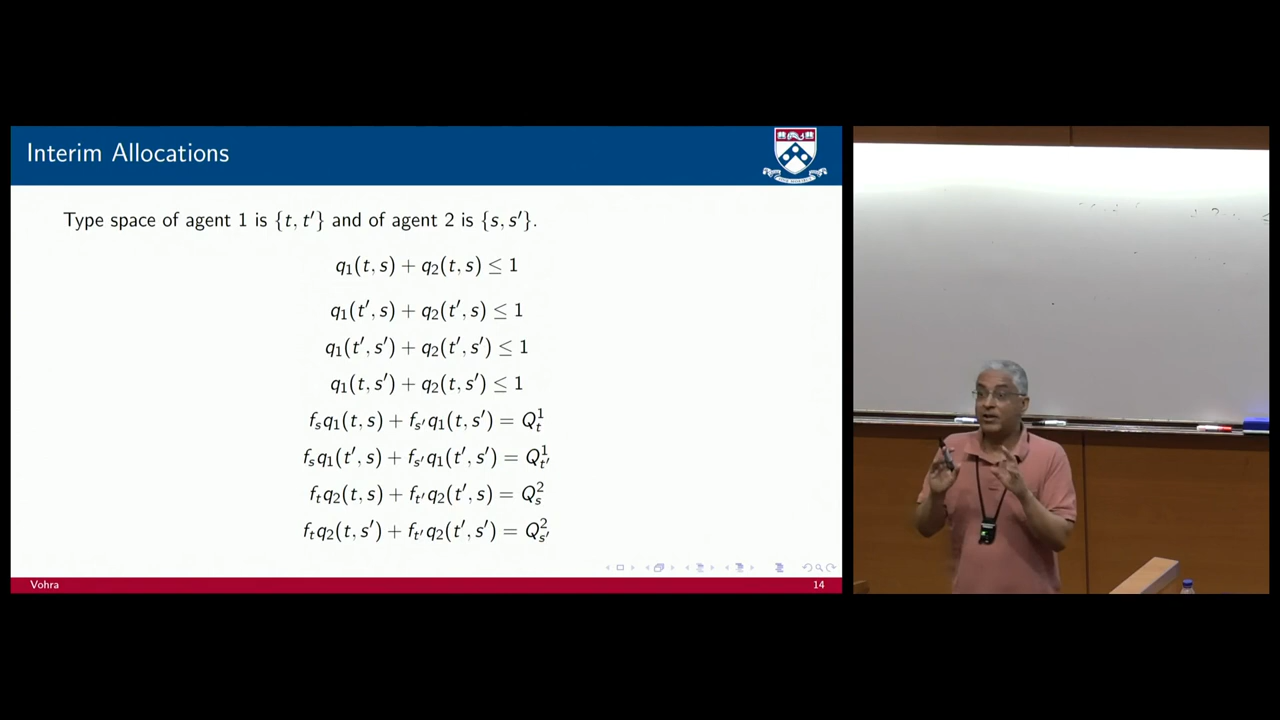 Interim Allocations
Type space of agent 1 is {t, t′} and of agent 2 is {s, s′}.
q₁(t, s) + q₂(t, s) ≤ 1
q₁(t′, s) + q₂(t′, s) ≤ 1
q₁(t′, s′) + q₂(t′, s′) ≤ 1
q₁(t, s′) + q₂(t, s′) ≤ 1
fₛq₁(t, s) + fₛ′q₁(t, s′) = Q¹ₜ
fₛq₁(t′, s) + fₛ′q₁(t′, s′) = Q¹ₜ′
fₜq₂(t, s) + fₜ′q₂(t′, s) = Q²ₛ
fₜq₂(t, s′) + fₜ′q₂(t′, s′) = Q²ₛ′
Vohra 14